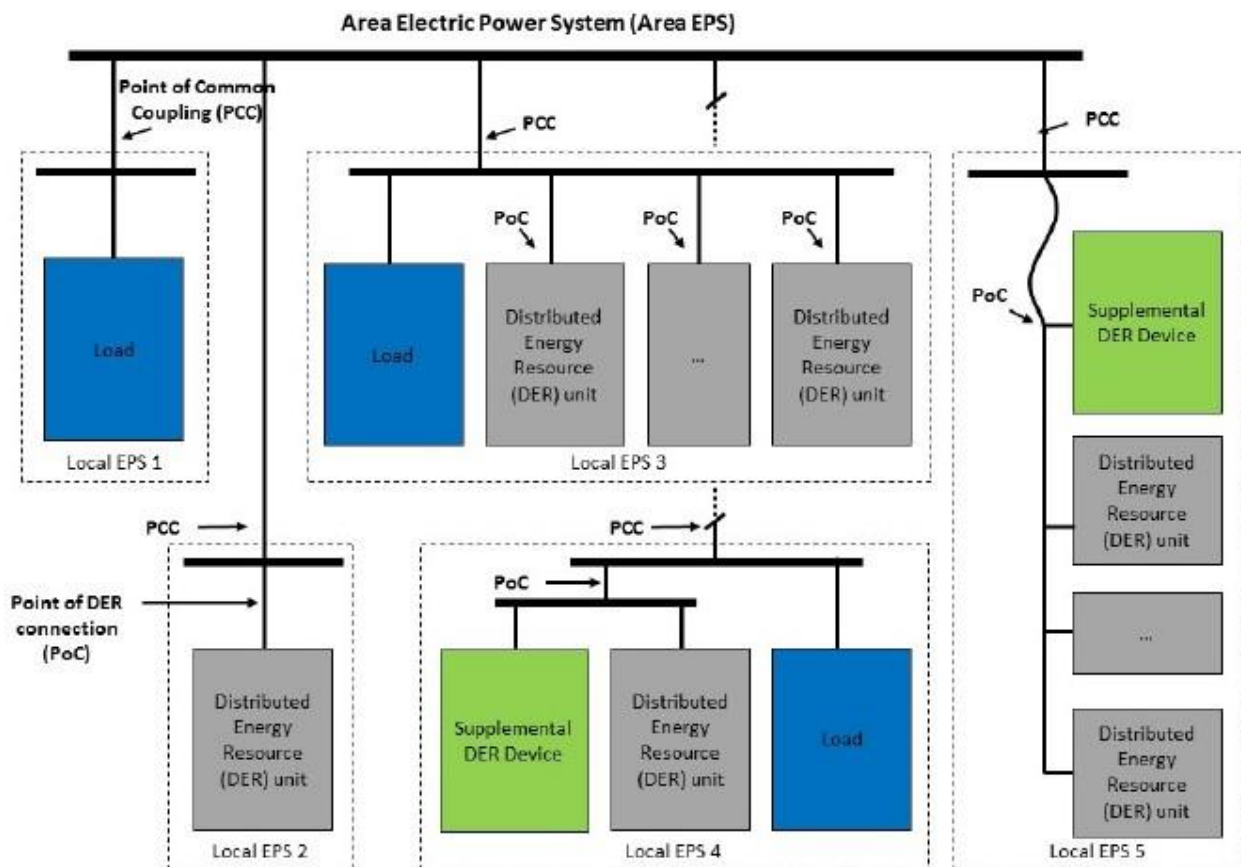 Area Electric Power System (Area EPS)
Point of Common
Coupling (PCC)
PCC
PCC
PoC
PoC
PoC
Load
Load
Distributed
Energy
Resource
(DER) unit
...
Distributed
Energy
Resource
(DER) unit
Local EPS 1
Local EPS 3
PoC
Supplemental
DER Device
Distributed
Energy
Resource
(DER) unit
...
Distributed
Energy
Resource
(DER) unit
Local EPS 5
PCC
Point of DER
connection
(PoC)
Distributed
Energy
Resource
(DER) unit
Local EPS 2
PCC
PoC
Supplemental
DER Device
Distributed
Energy
Resource
(DER) unit
Load
Local EPS 4